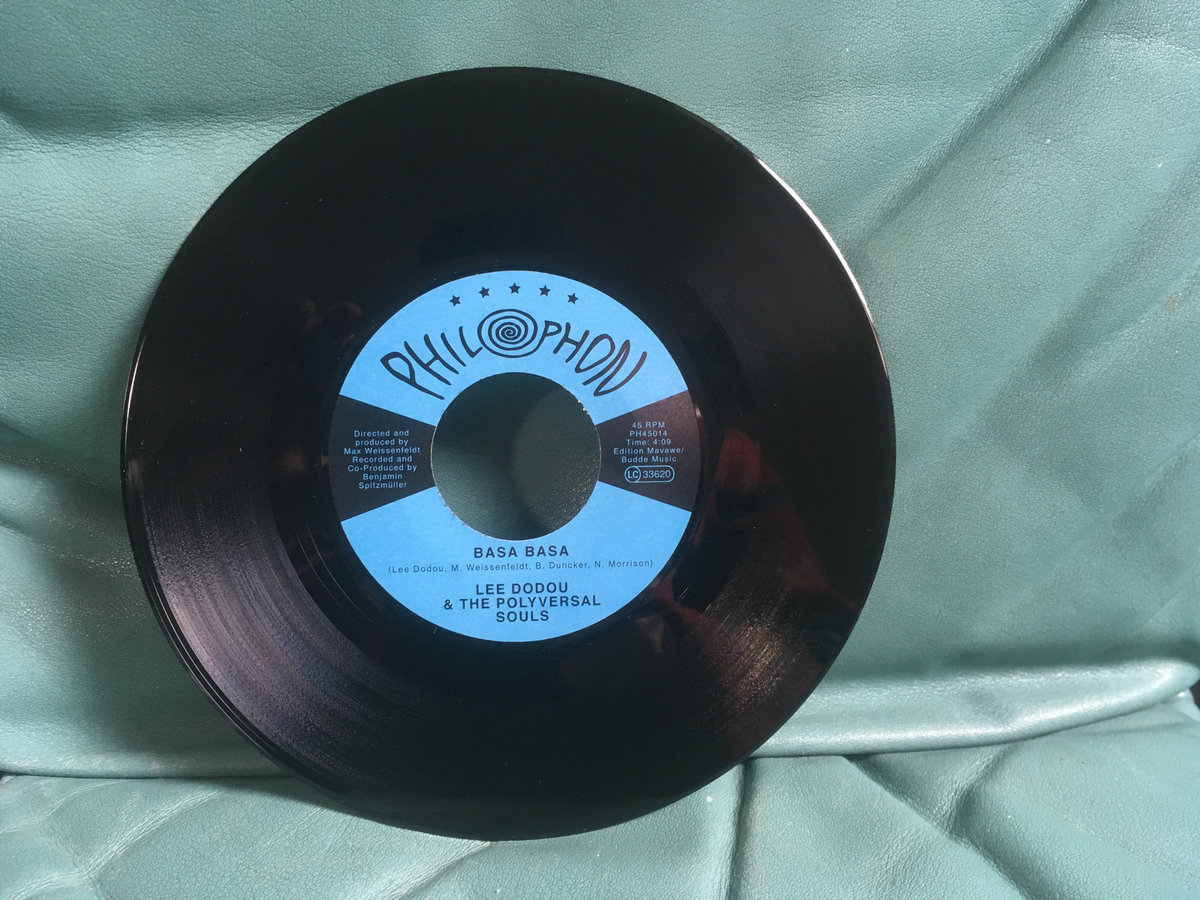 PHILOPHON
Directed and
produced by
Max Weissenfeldt
Recorded and
Co-Produced by
Benjamin
Spitzmüller
45 RPM
PH45014
Time: 4:09
Edition Mavawe/
Budde Music
LC 33620
BASA BASA
(Lee Dodou, M. Weissenfeldt, B. Duncker, N. Morrison)
LEE DODOU
& THE POLYVERSAL
SOULS